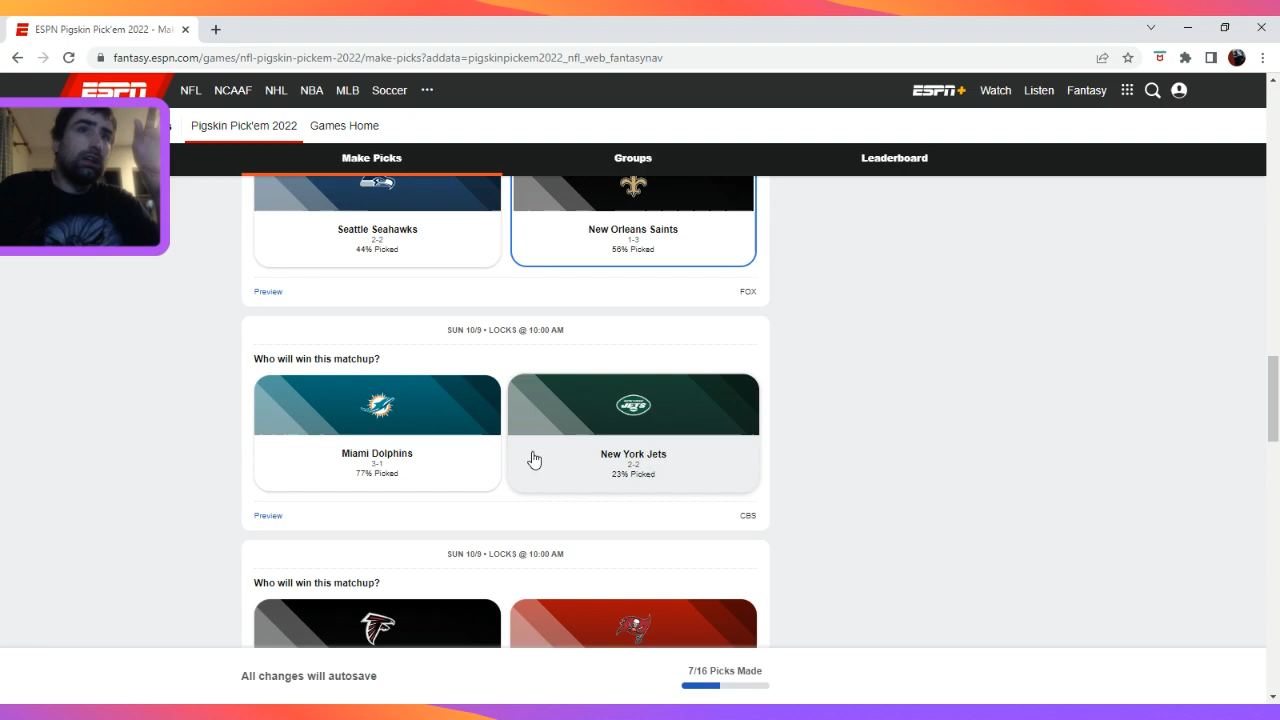 ESPN Pigskin Pick'em 2022 - Mal
fantasy.espn.com/games/nfl-pigskin-pickem-2022/make-picks?addata=pigskinpickem2022_nfl_web_fantasynav
ESPN NFL NCAAF NHL NBA MLB Soccer ESPN+ Watch Listen Fantasy
Pigskin Pick'em 2022 Games Home
Make Picks Groups Leaderboard
Seattle Seahawks
2-2
44% Picked
New Orleans Saints
1-3
56% Picked
Preview FOX
SUN 10/9 • LOCKS @ 10:00 AM
Who will win this matchup?
JETS
Miami Dolphins
3-1
77% Picked
New York Jets
2-2
23% Picked
Preview CBS
SUN 10/9 • LOCKS @ 10:00 AM
Who will win this matchup?
All changes will autosave
7/16 Picks Made